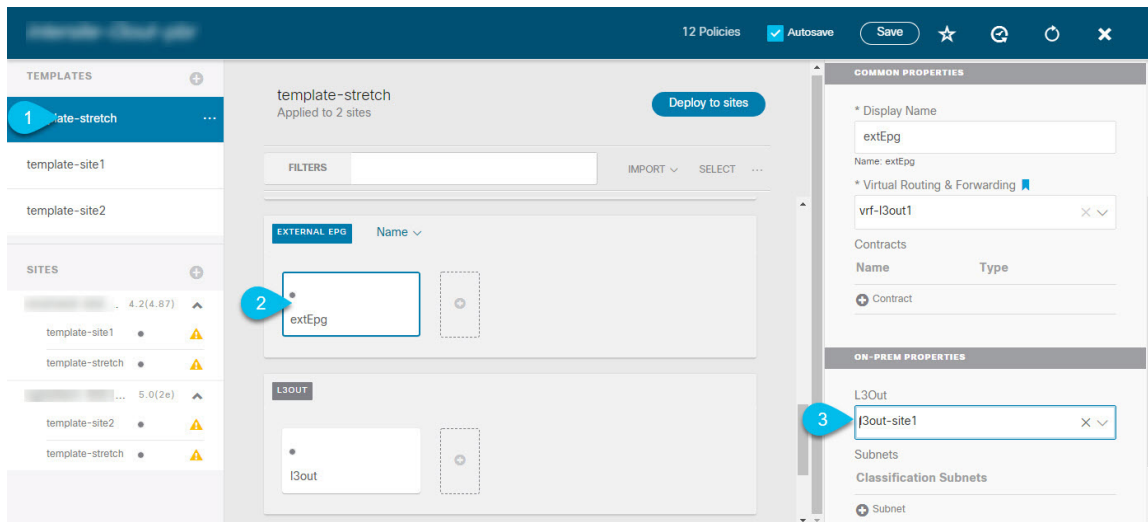 12 Policies Autosave Save
TEMPLATES
1 ate-stretch ...
template-site1
template-site2
SITES
4.2(4.87)
template-site1
template-stretch
... 5.0(2e)
template-site2
template-stretch
template-stretch
Applied to 2 sites
Deploy to sites
FILTERS IMPORT SELECT ...
EXTERNAL EPG Name
2
extEpg
L3OUT
l3out
COMMON PROPERTIES
* Display Name
extEpg
Name: extEpg
* Virtual Routing & Forwarding
vrf-l3out1
Contracts
Name Type
Contract
ON-PREM PROPERTIES
L3Out
3 l3out-site1
Subnets
Classification Subnets
Subnet